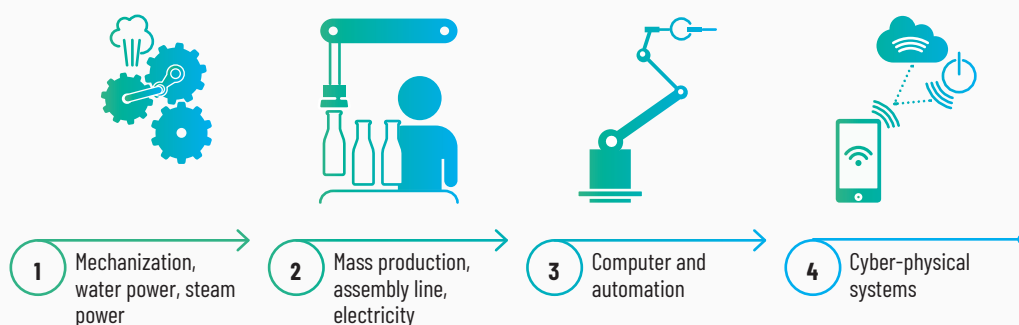 1
Mechanization,
water power, steam
power
2
Mass production,
assembly line,
electricity
3
Computer and
automation
4
Cyber-physical
systems